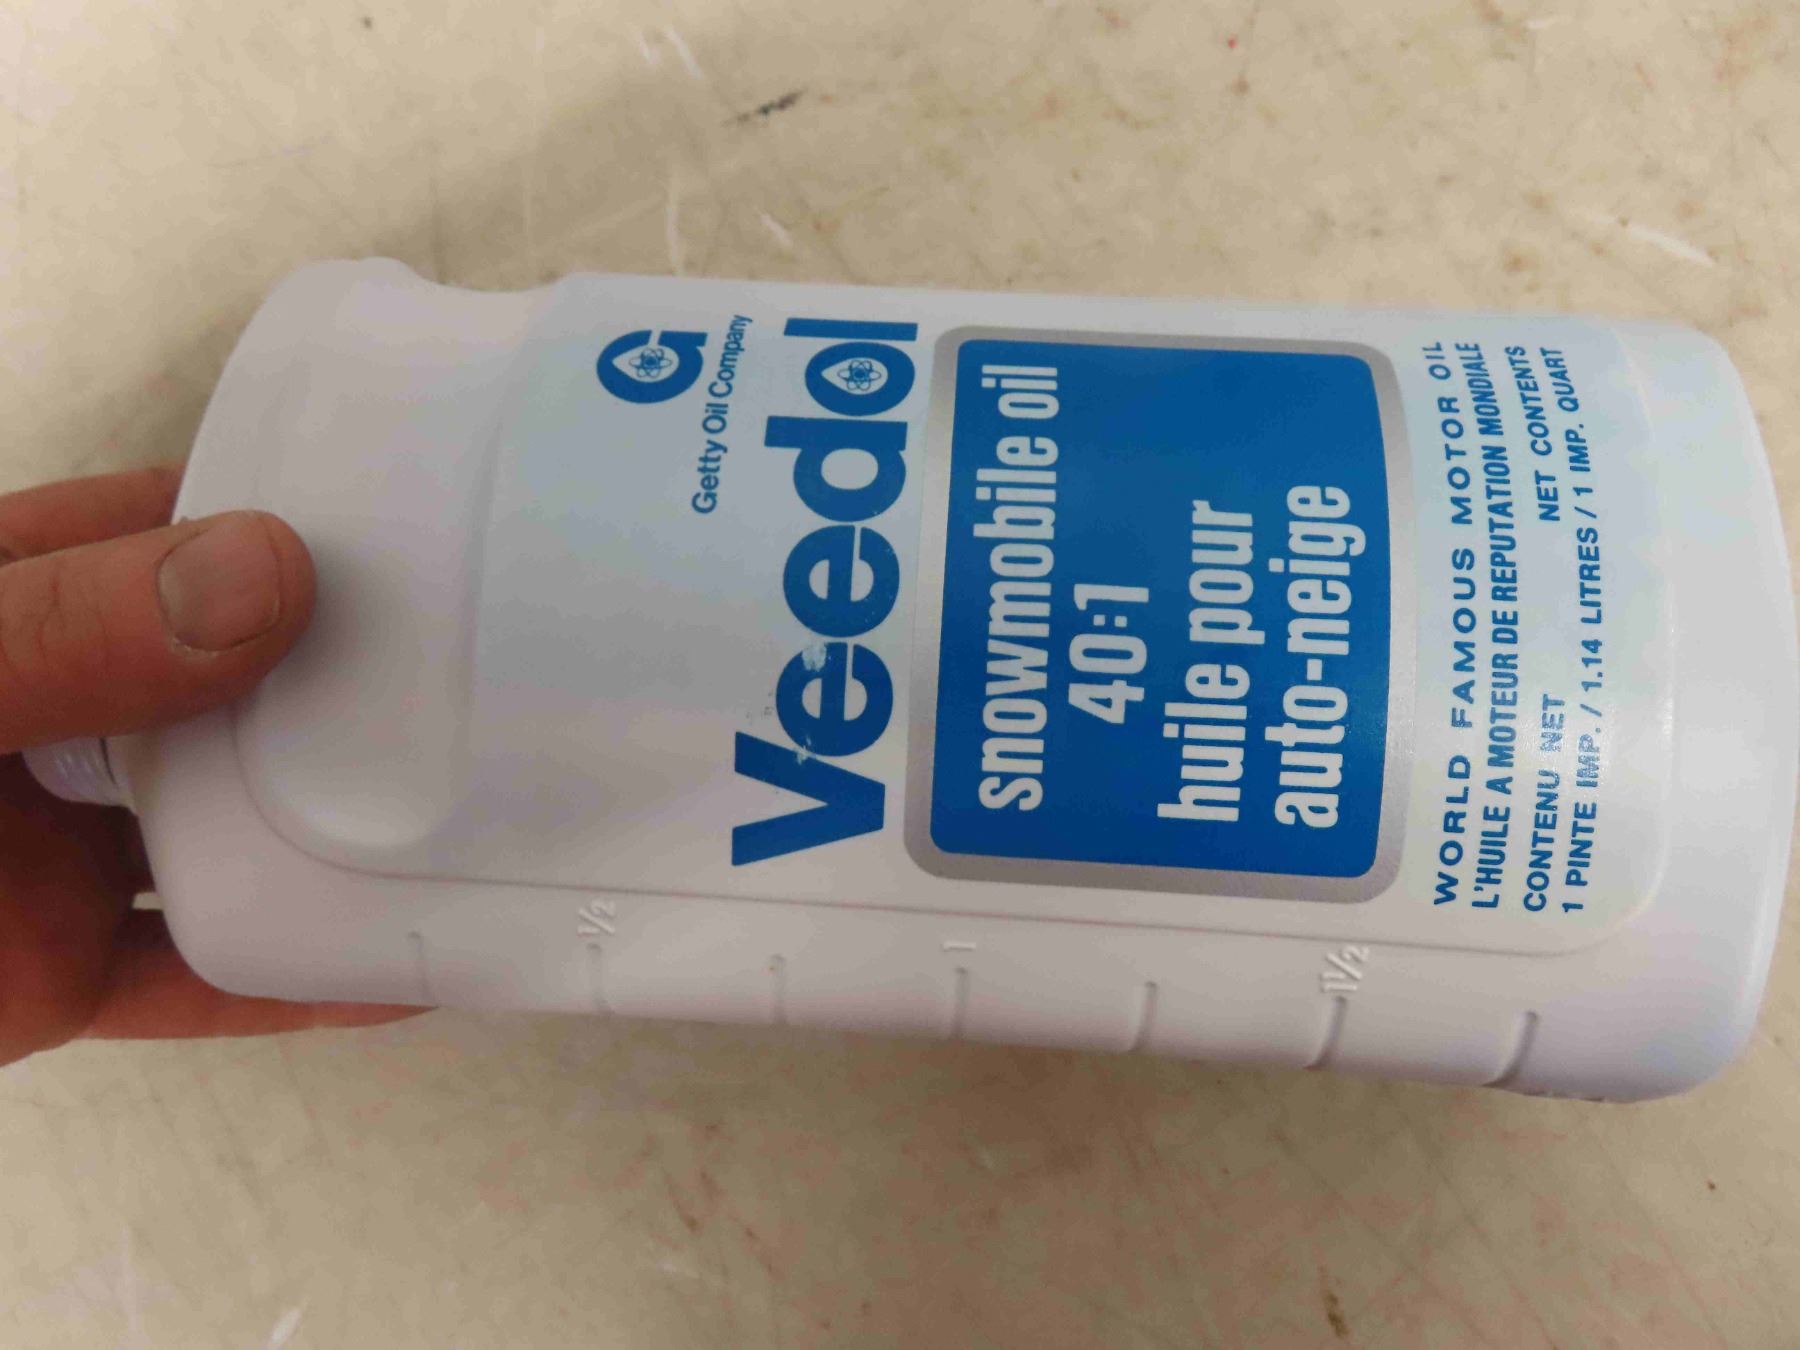 G
Getty Oil Company
Veedol
snowmobile oil
40:1
huile pour
auto-neige
WORLD FAMOUS MOTOR OIL
L'HUILE A MOTEUR DE REPUTATION MONDIALE
CONTENU NET NET CONTENTS
1 PINTE IMP. / 1.14 LITRES / 1 IMP. QUART
1/2
1
1 1/2